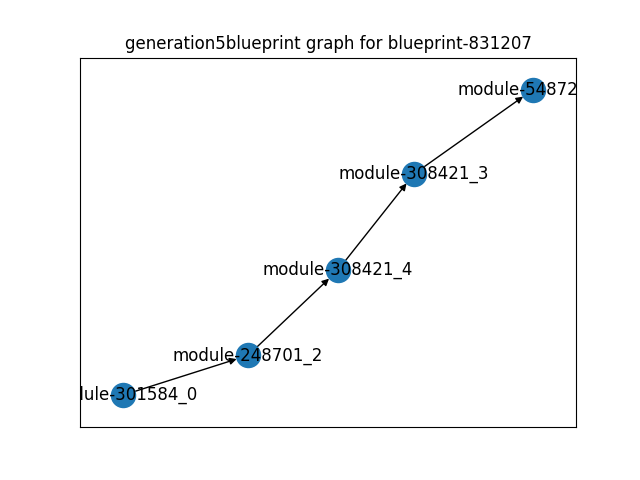 generation5blueprint graph for blueprint-831207
module-54872
module-308421_3
module-308421_4
module-248701_2
lule-301584_0